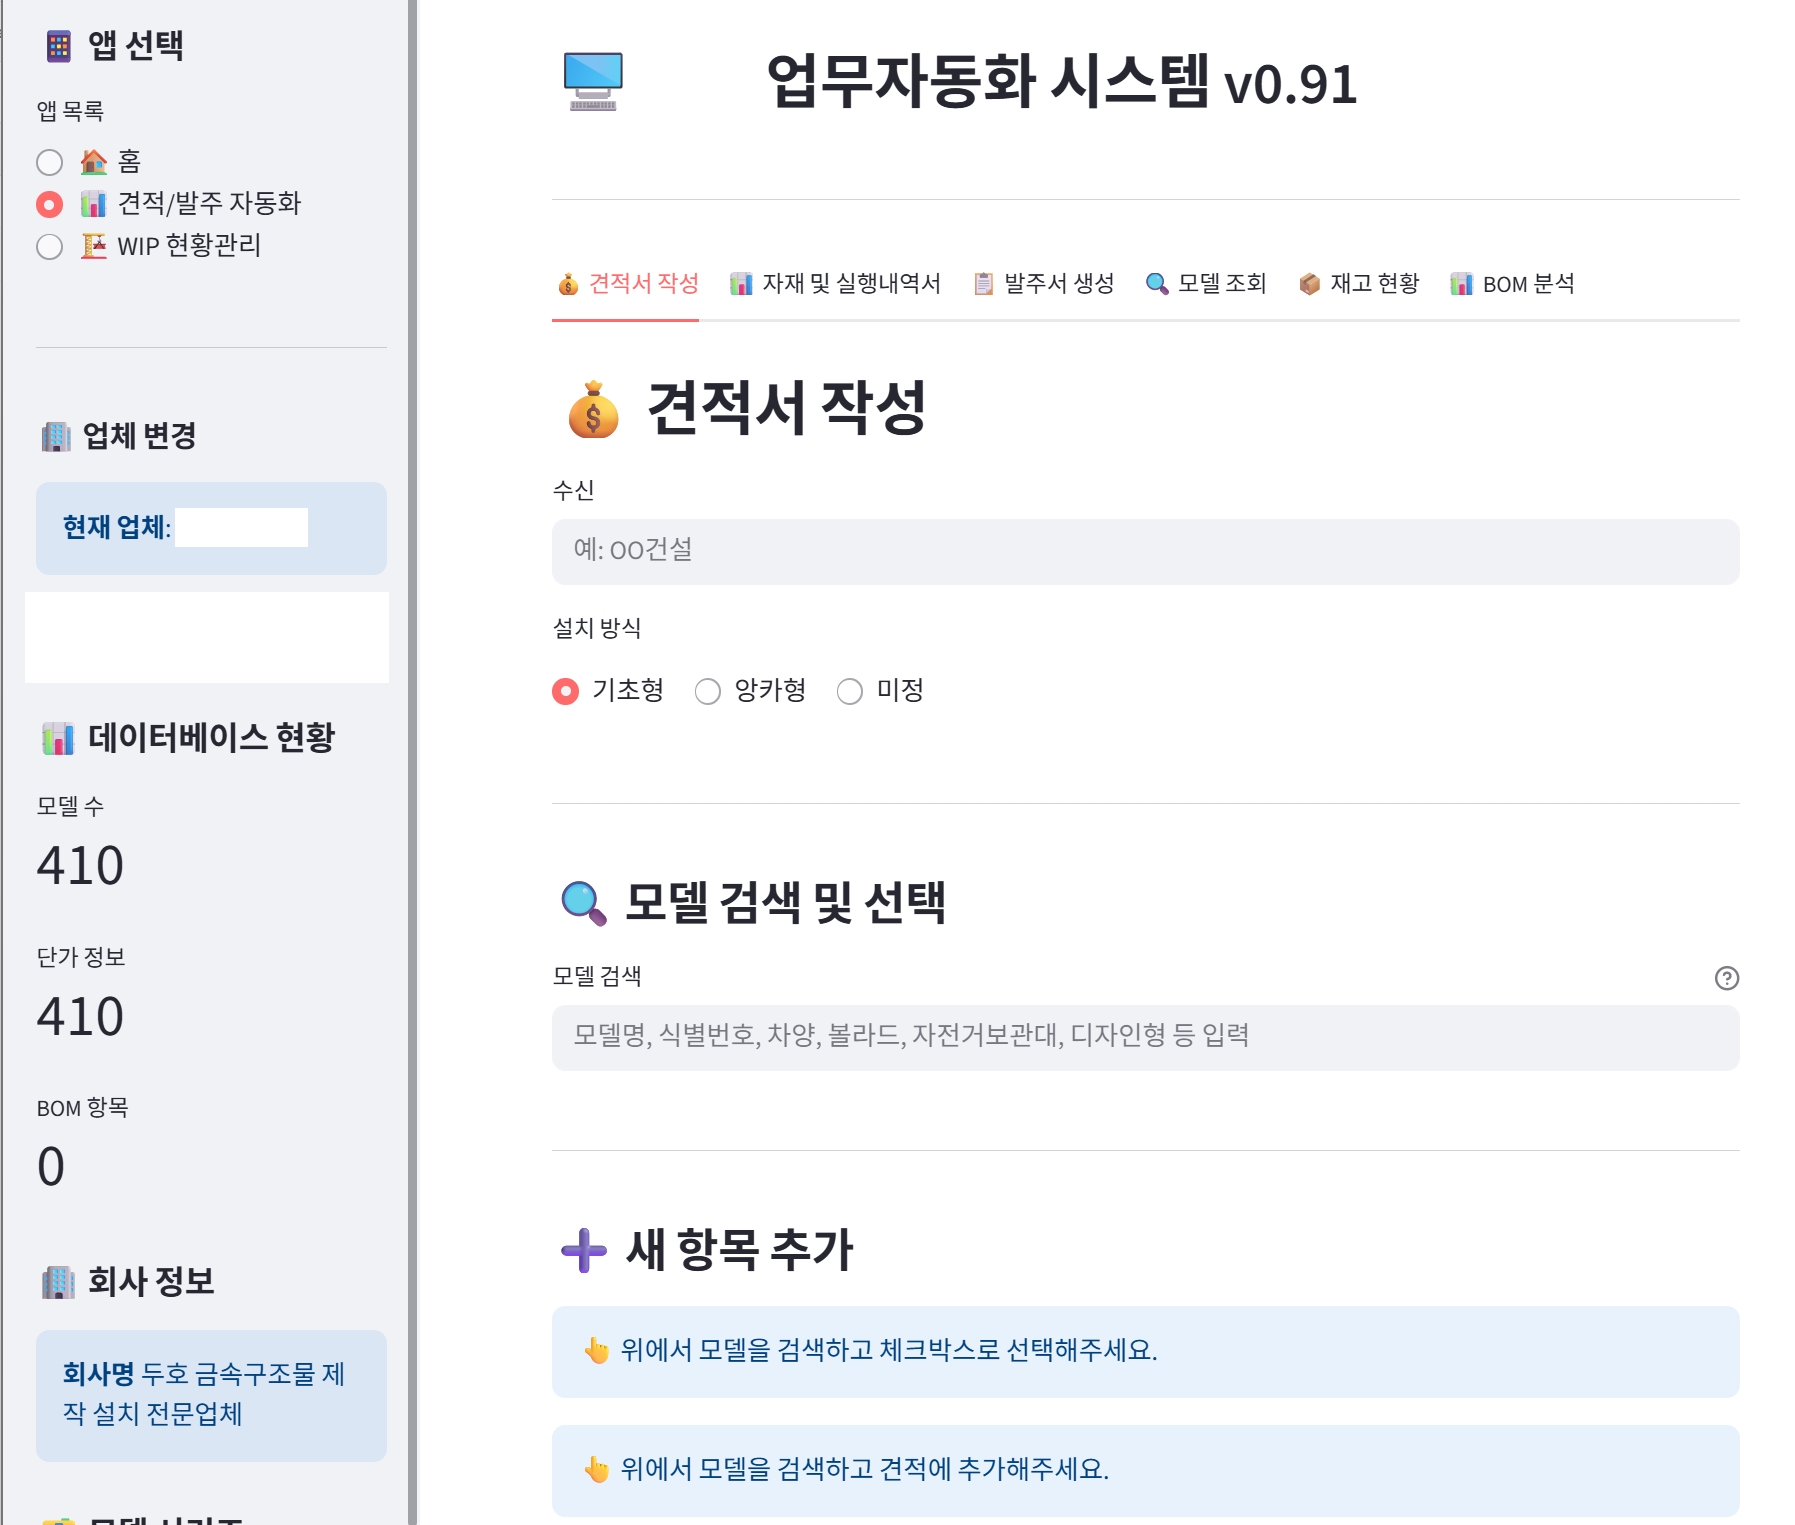 앱 선택
앱 목록
홈
견적/발주 자동화
WIP 현황관리
업체 변경
현재 업체:
데이터베이스 현황
모델 수
410
단가 정보
410
BOM 항목
0
회사 정보
회사명 두호 금속구조물 제
작 설치 전문업체
업무자동화 시스템 v0.91
견적서 작성 자재 및 실행내역서 발주서 생성 모델 조회 재고 현황 BOM 분석
견적서 작성
수신
예: OO건설
설치 방식
기초형 앙카형 미정
모델 검색 및 선택
모델 검색
모델명, 식별번호, 차양, 볼라드, 자전거보관대, 디자인형 등 입력
새 항목 추가
위에서 모델을 검색하고 체크박스로 선택해주세요.
위에서 모델을 검색하고 견적에 추가해주세요.